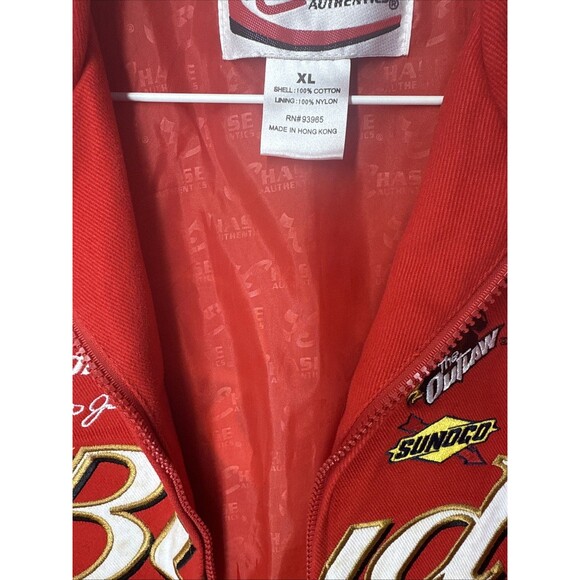 AUTHENTICS®
XL
SHELL:100% COTTON
LINING:100% NYLON
RN#93965
MADE IN HONG KONG
CHASE
AUTHENTICS
The
OUTLAW
SUNOCO
Jr
Bud